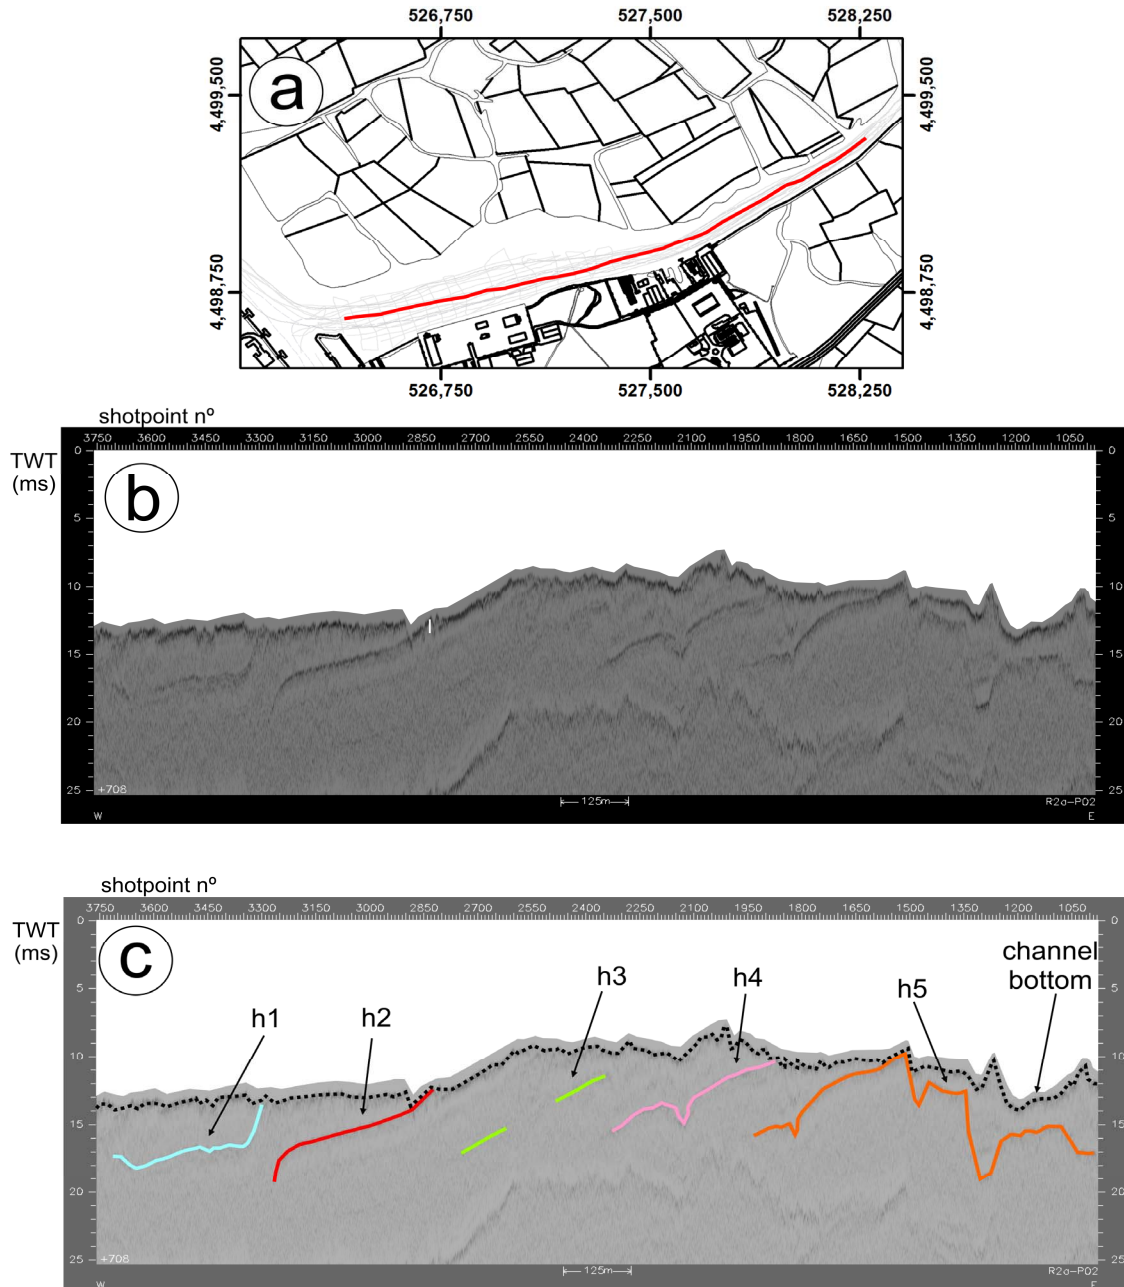 526,750 527,500 528,250
4,499,500 a 4,499,500
4,498,750 4,498,750
526,750 527,500 528,250
shotpoint nº
3750 3600 3450 3300 3150 3000 2850 2700 2550 2400 2250 2100 1950 1800 1650 1500 1350 1200 1050
TWT
(ms)
0 0
b
5 5
10 10
15 15
20 20
25 25
+708 125m R2a-P02
W E
shotpoint nº
3750 3600 3450 3300 3150 3000 2850 2700 2550 2400 2250 2100 1950 1800 1650 1500 1350 1200 1050
TWT
(ms)
0 0
c
channel
bottom
5 5
h1 h2 h3 h4 h5
10 10
15 15
20 20
25 25
+708 125m R2a-P02
W E